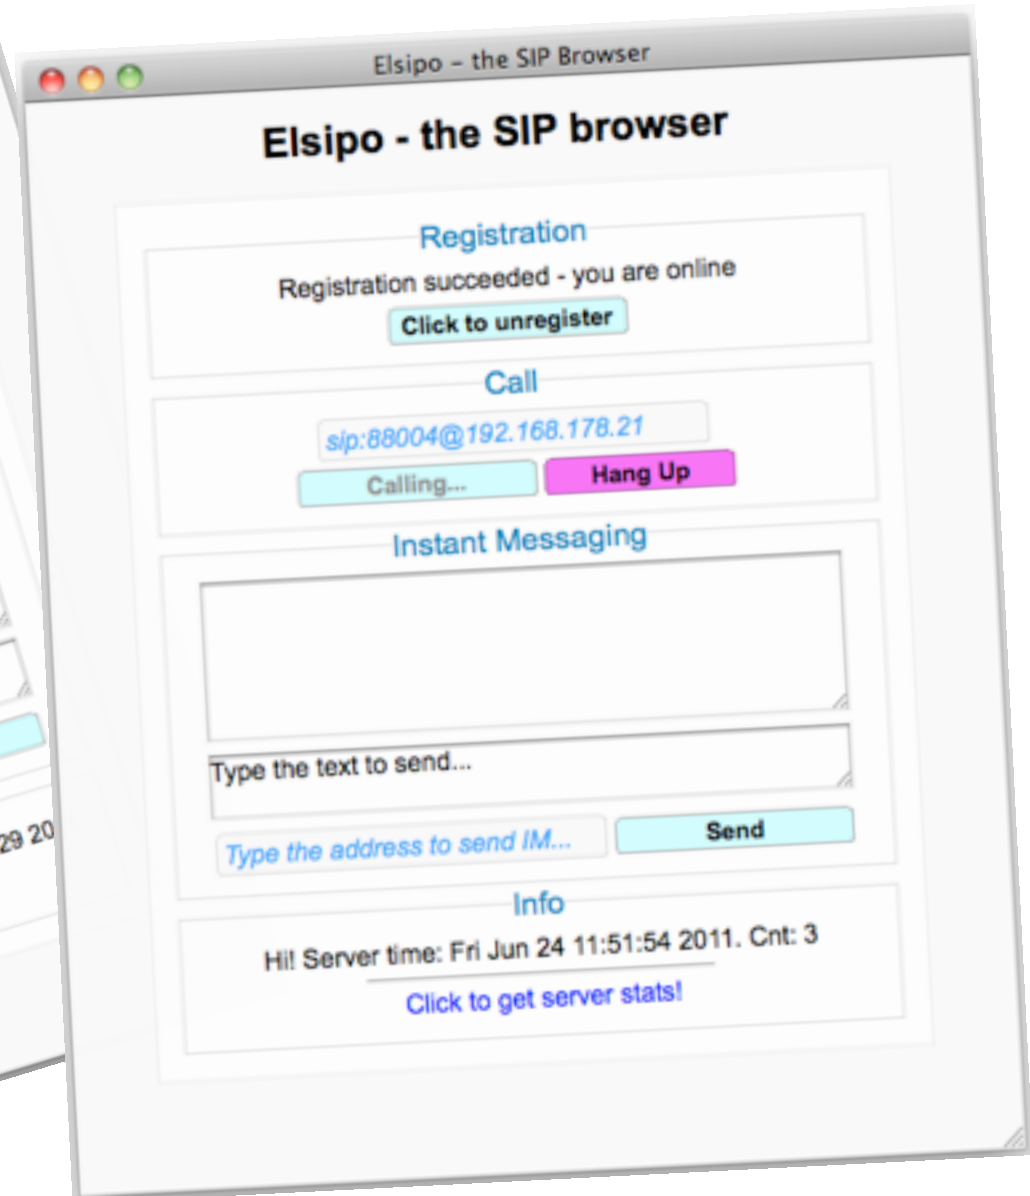 Elsipo – the SIP Browser
Elsipo - the SIP browser
Registration
Registration succeeded - you are online
Click to unregister
Call
sip:88004@192.168.178.21
Calling...
Hang Up
Instant Messaging
Type the text to send...
Type the address to send IM...
Send
29 20
Info
Hi! Server time: Fri Jun 24 11:51:54 2011. Cnt: 3
Click to get server stats!